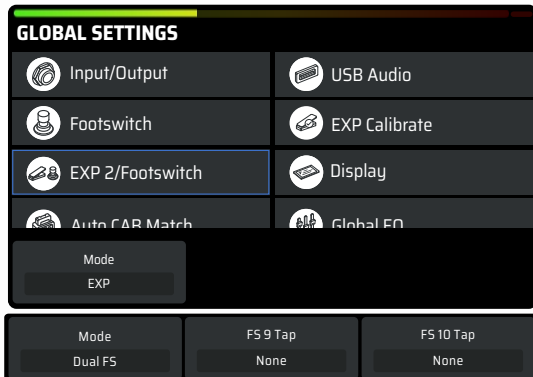 GLOBAL SETTINGS
Input/Output
USB Audio
Footswitch
EXP Calibrate
EXP 2/Footswitch
Display
Auto CAB Match
Global EQ
Mode
EXP
Mode
FS 9 Tap
FS 10 Tap
Dual FS
None
None